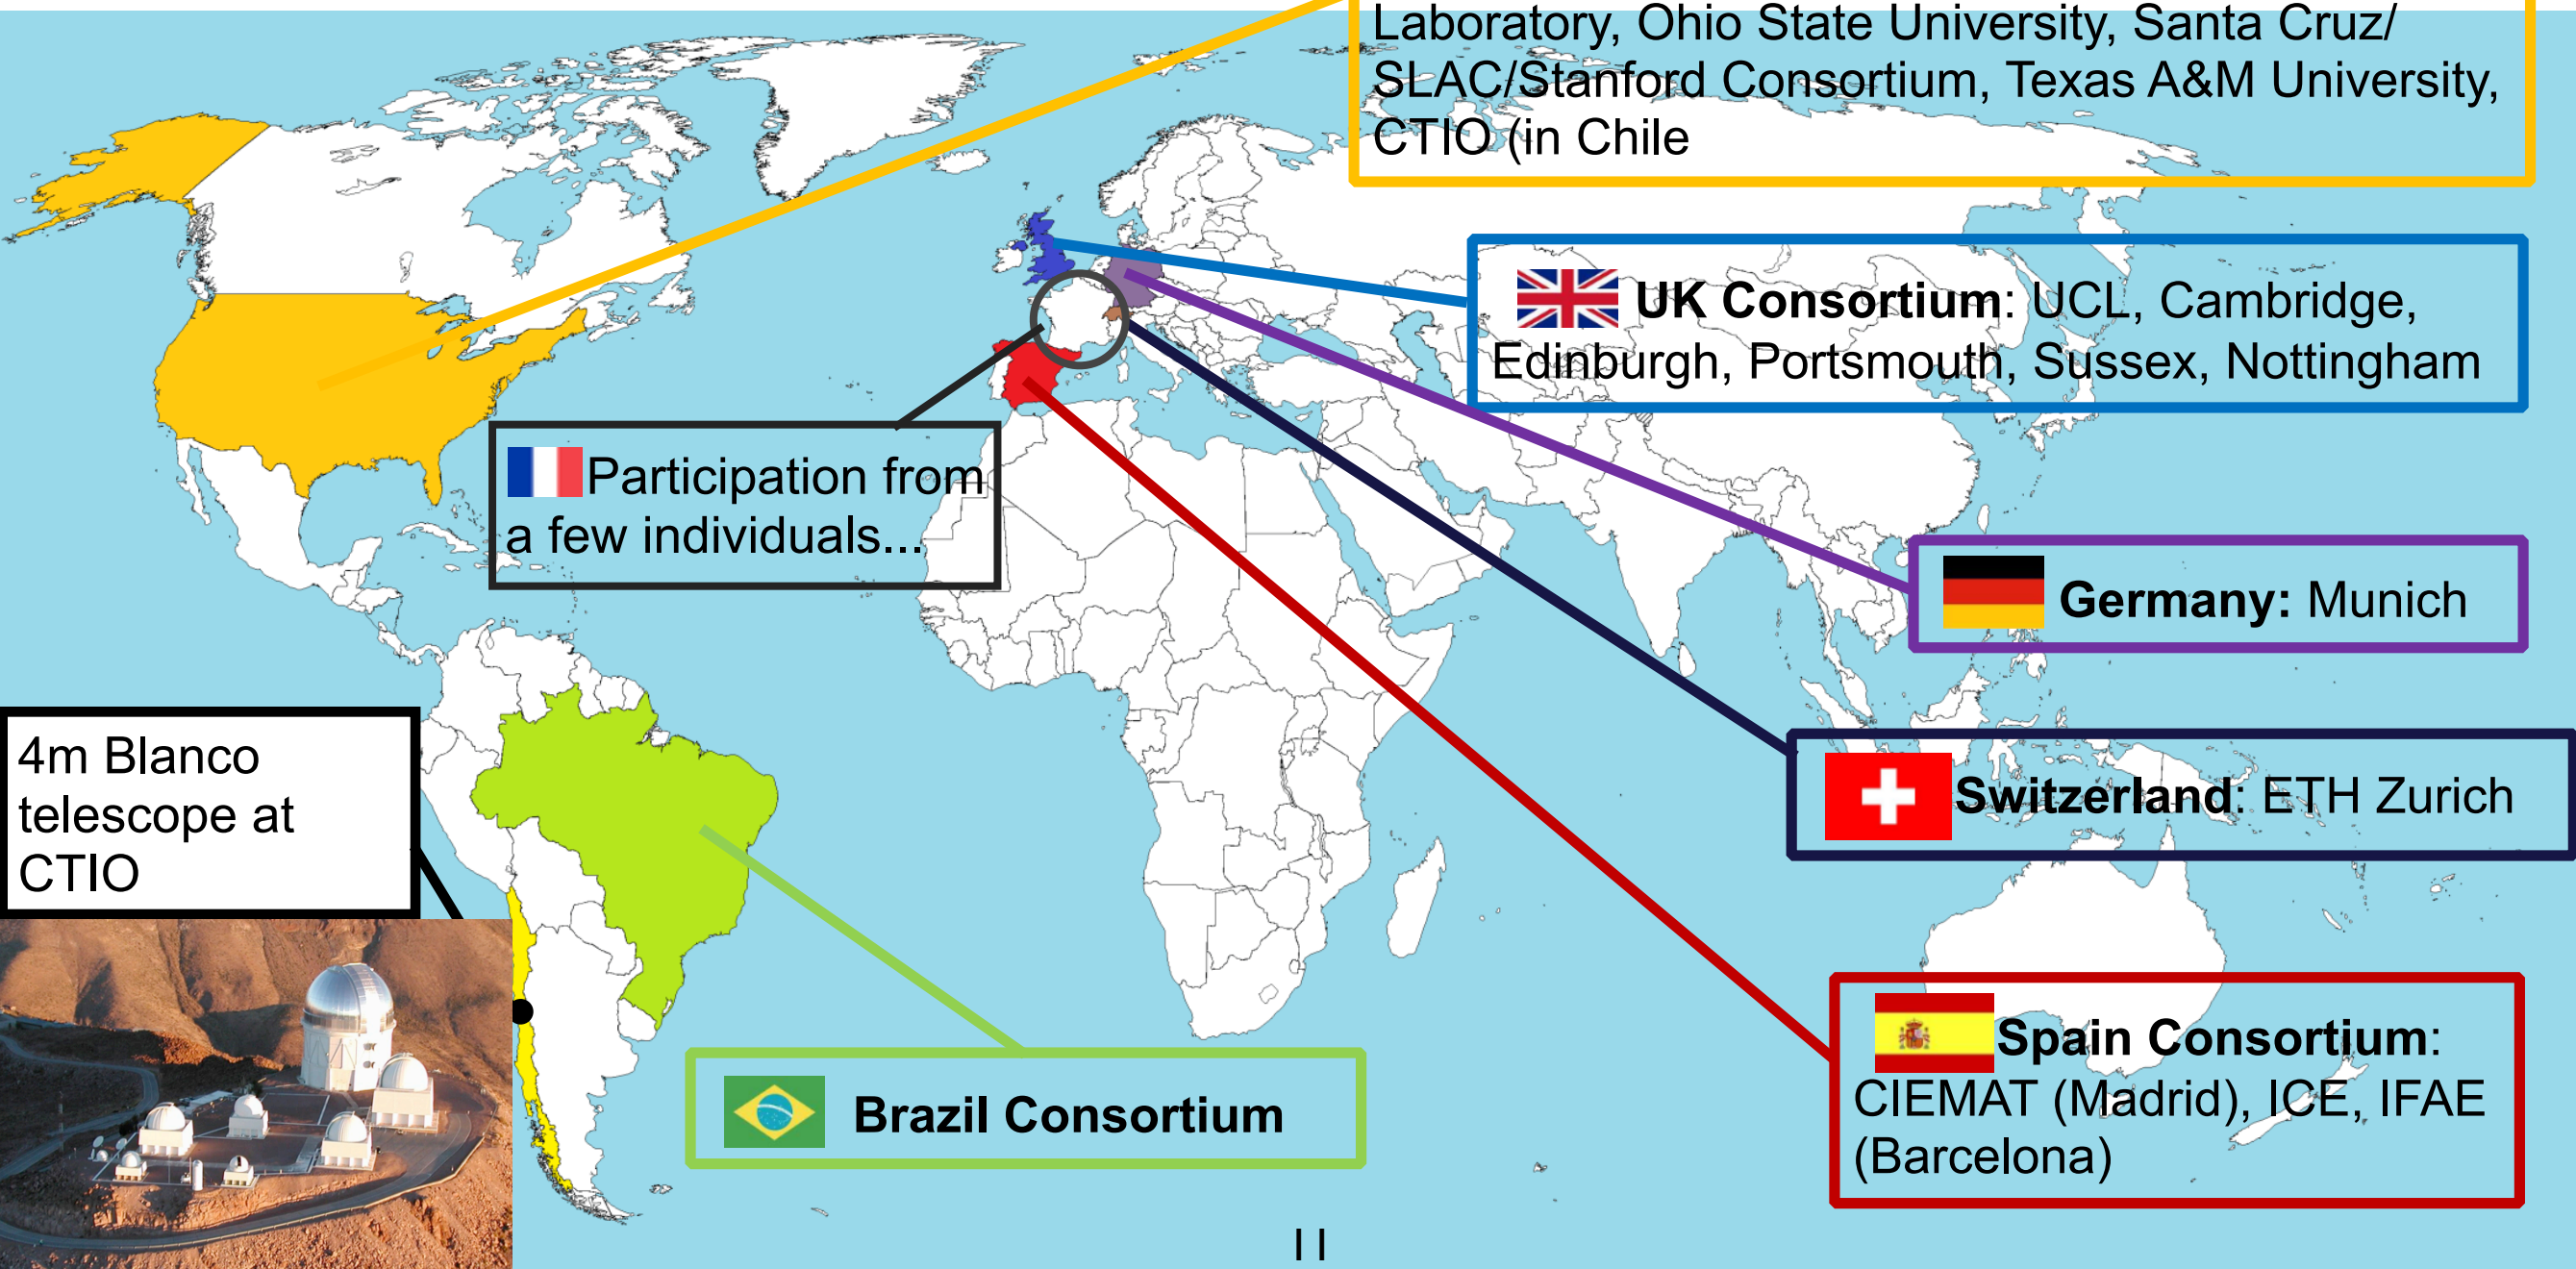 Laboratory, Ohio State University, Santa Cruz/
SLAC/Stanford Consortium, Texas A&M University,
CTIO (in Chile
UK Consortium: UCL, Cambridge,
Edinburgh, Portsmouth, Sussex, Nottingham
Participation from
a few individuals...
Germany: Munich
4m Blanco
telescope at
CTIO
Switzerland: ETH Zurich
Spain Consortium:
CIEMAT (Madrid), ICE, IFAE
(Barcelona)
Brazil Consortium
11